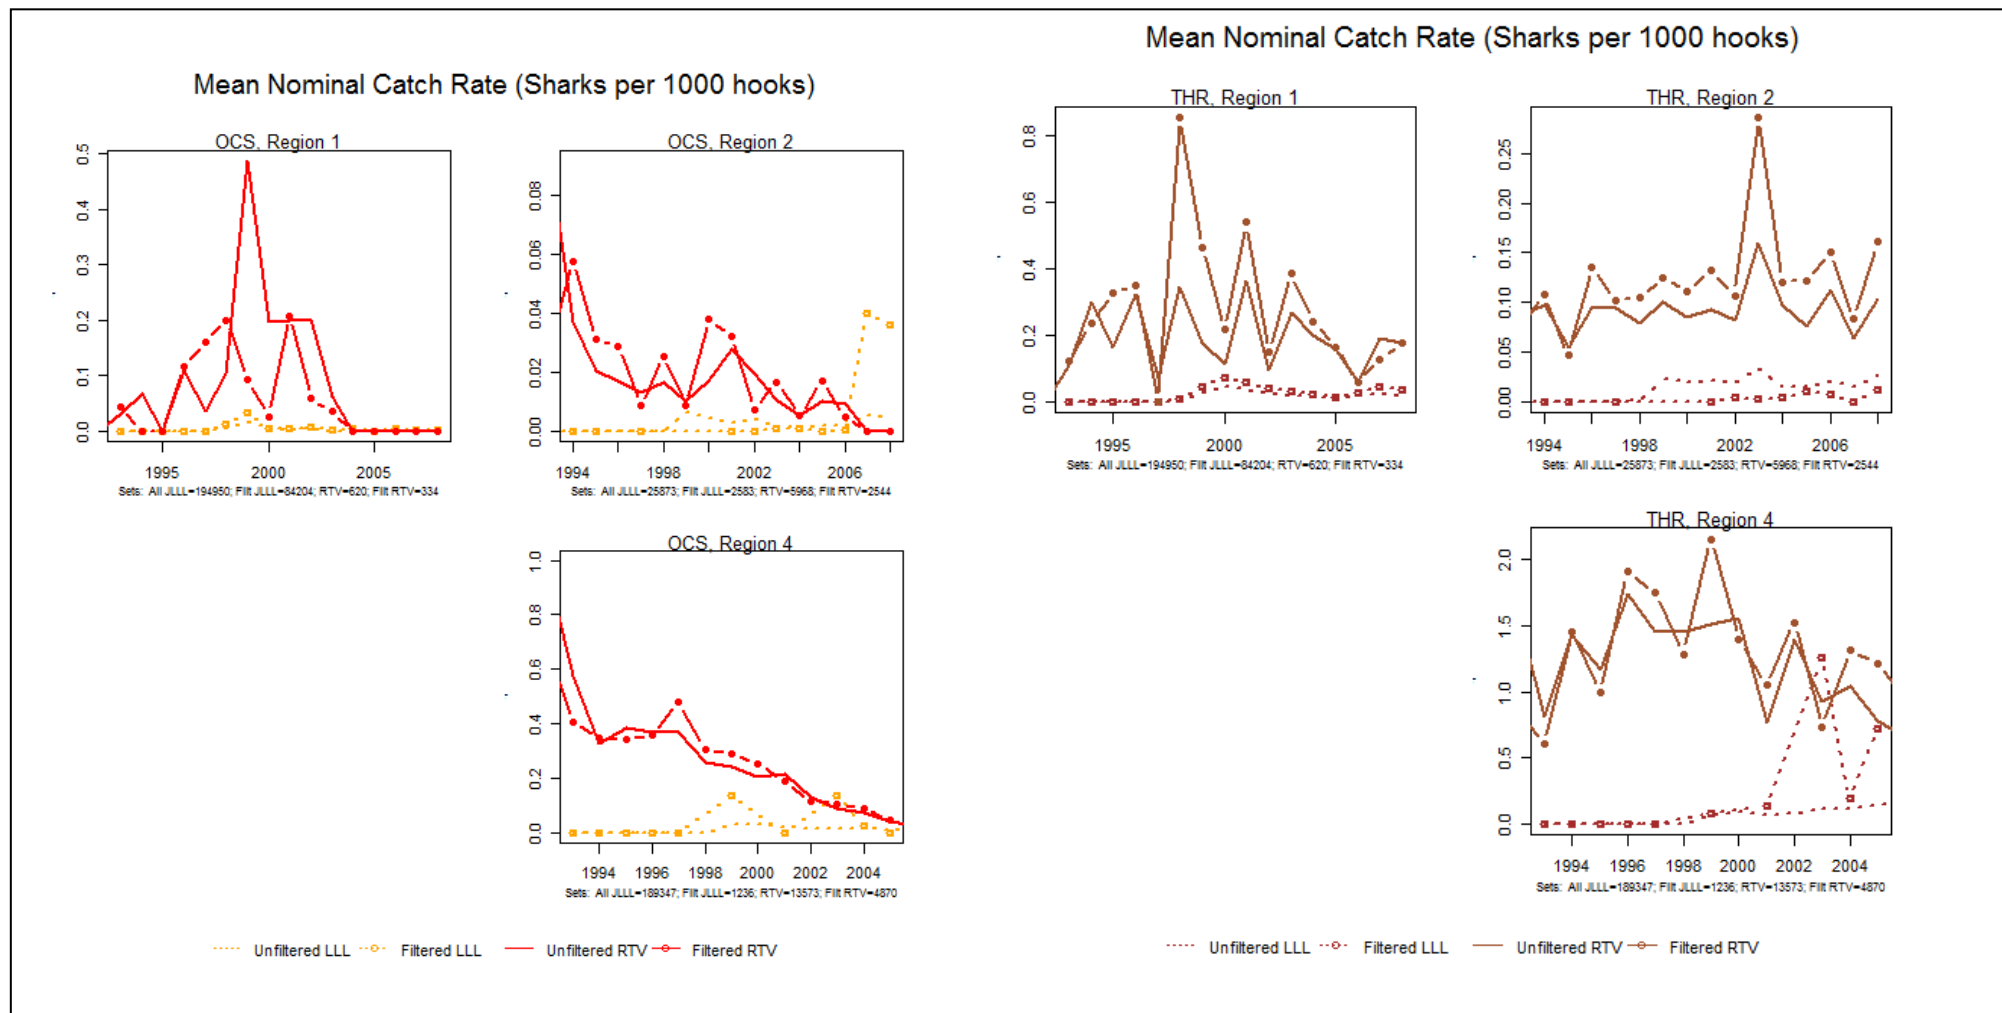 Mean Nominal Catch Rate (Sharks per 1000 hooks)
OCS, Region 1
0.0 0.1 0.2 0.3 0.4 0.5
1995 2000 2005
Sets: All JLLL=194950; Filt JLLL=84204; RTV=620; Filt RTV=334
OCS, Region 2
0.00 0.02 0.04 0.06 0.08
1994 1998 2002 2006
Sets: All JLLL=25873; Filt JLLL=2583; RTV=5968; Filt RTV=2544
OCS, Region 4
0.0 0.2 0.4 0.6 0.8 1.0
1994 1996 1998 2000 2002 2004
Sets: All JLLL=189347; Filt JLLL=1236; RTV=13573; Filt RTV=4870
Unfiltered LLL Filtered LLL Unfiltered RTV Filtered RTV
Mean Nominal Catch Rate (Sharks per 1000 hooks)
THR, Region 1
0.0 0.2 0.4 0.6 0.8
1995 2000 2005
Sets: All JLLL=194950; Filt JLLL=84204; RTV=620; Filt RTV=334
THR, Region 2
0.00 0.05 0.10 0.15 0.20 0.25
1994 1998 2002 2006
Sets: All JLLL=25873; Filt JLLL=2583; RTV=5968; Filt RTV=2544
THR, Region 4
0.0 0.5 1.0 1.5 2.0
1994 1996 1998 2000 2002 2004
Sets: All JLLL=189347; Filt JLLL=1236; RTV=13573; Filt RTV=4870
Unfiltered LLL Filtered LLL Unfiltered RTV Filtered RTV